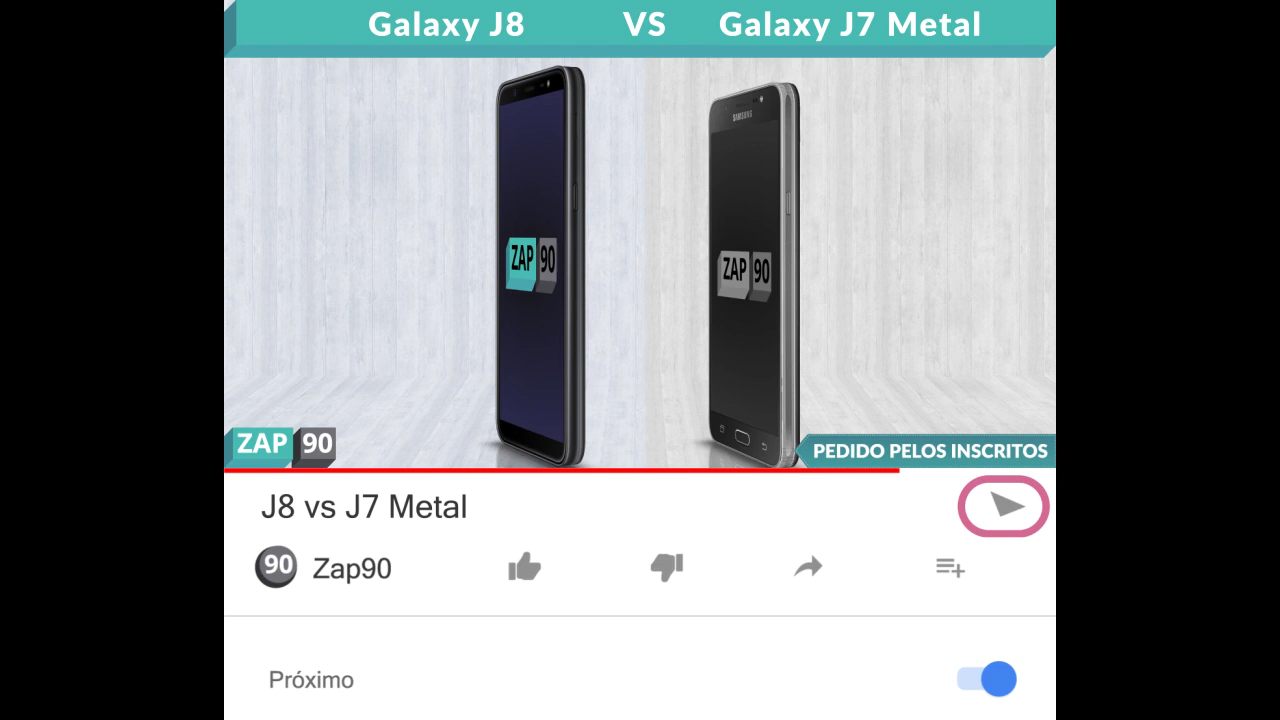 Galaxy J8 VS Galaxy J7 Metal
SAMSUNG
ZAP 90
ZAP 90
ZAP 90
PEDIDO PELOS INSCRITOS
J8 vs J7 Metal
90 Zap90
Próximo